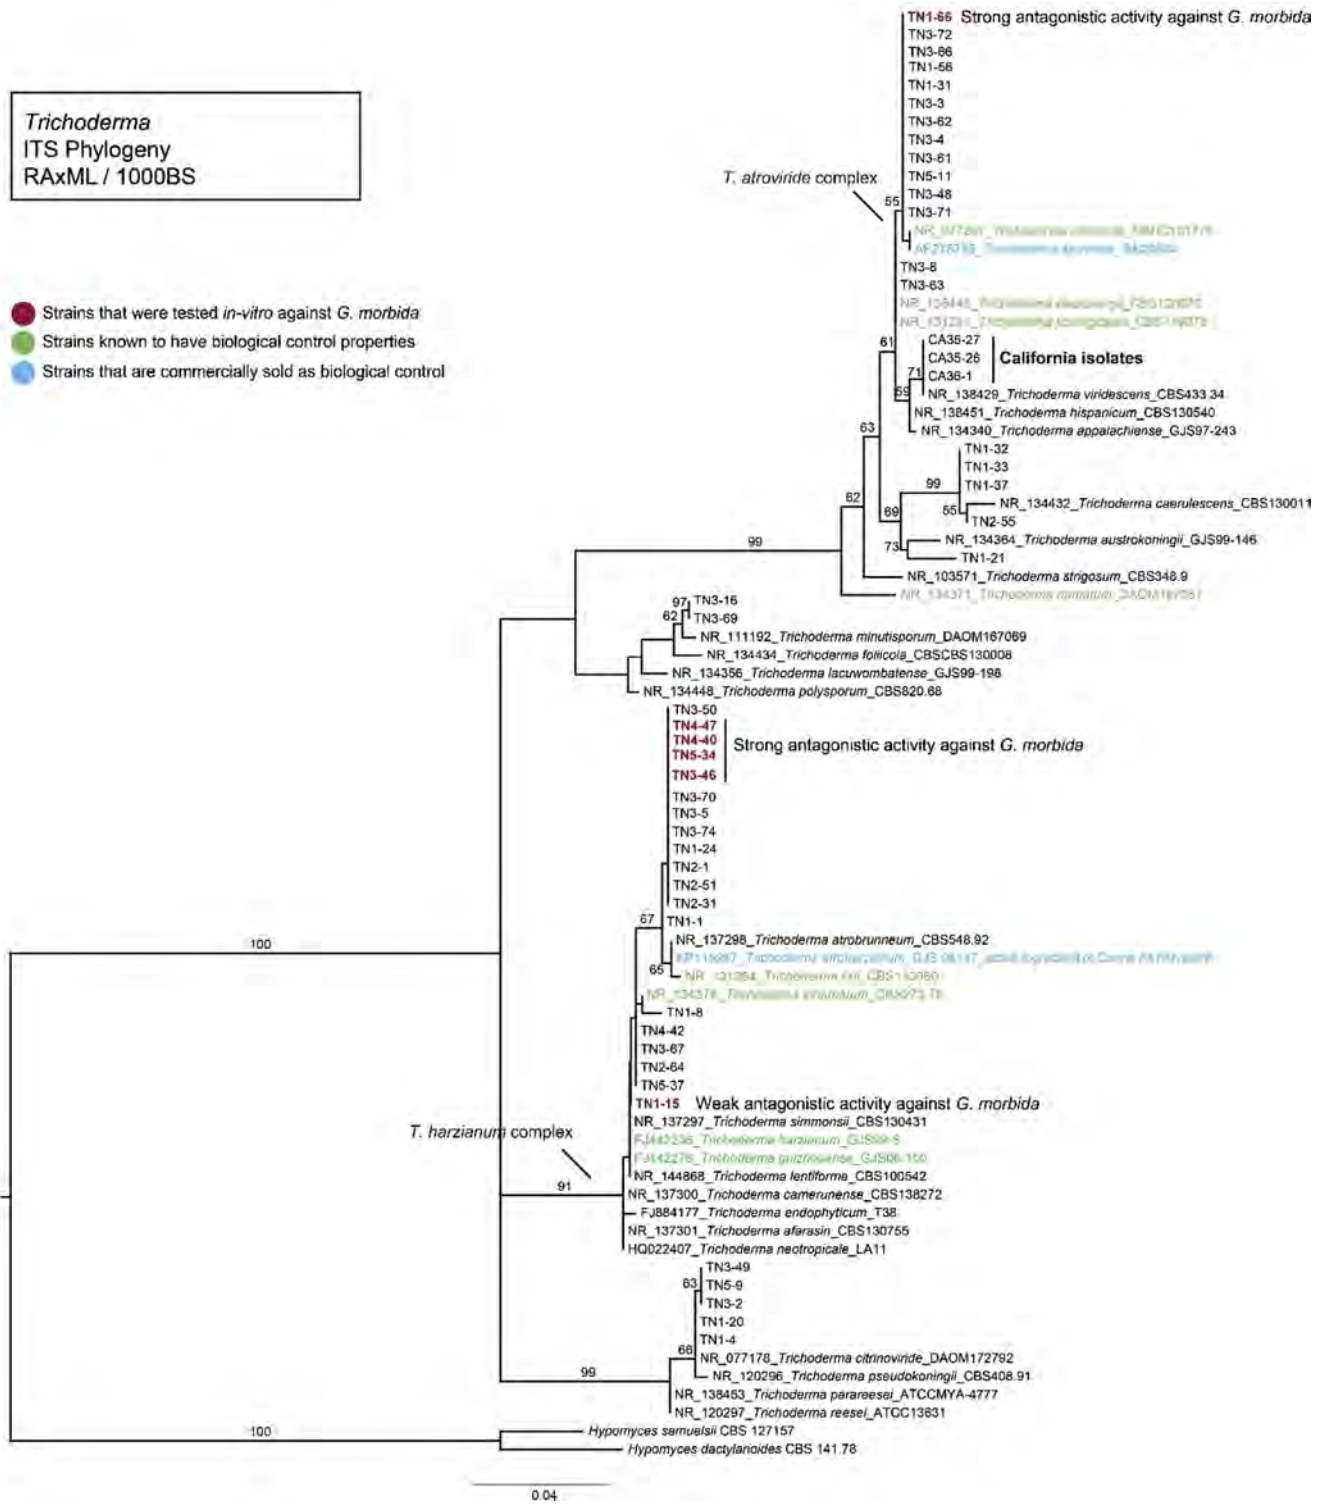 TN1-66 Strong antagonistic activity against G. morbida
TN3-72
TN3-86
TN1-56
TN1-31
TN3-3
TN3-62
TN3-4
TN3-61
TN5-11
TN3-48
TN3-71
Trichoderma
ITS Phylogeny
RAxML / 1000BS
T. atroviride complex
55
TN3-8
TN3-63
Strains that were tested in-vitro against G. morbida
Strains known to have biological control properties
Strains that are commercially sold as biological control
61
CA35-27
CA35-26
CA36-1
California isolates
71
59
NR_138429_Trichoderma viridescens_CBS433.34
NR_138451_Trichoderma hispanicum_CBS130540
NR_134340_Trichoderma appalachiense_GJS97-243
63
TN1-32
TN1-33
TN1-37
99
NR_134432_Trichoderma caerulescens_CBS130011
55
TN2-55
62
69
NR_134364_Trichoderma austrokoningii_GJS99-146
73
TN1-21
99
NR_103571_Trichoderma strigosum_CBS348.9
97
TN3-16
62
TN3-69
NR_111192_Trichoderma minutisporum_DAOM167069
NR_134434_Trichoderma foliicola_CBSCBS130008
NR_134356_Trichoderma lacuwombatense_GJS99-198
NR_134448_Trichoderma polysporum_CBS820.68
TN3-50
TN4-47
TN4-40
TN5-34
TN3-46
Strong antagonistic activity against G. morbida
TN3-70
TN3-5
TN3-74
TN1-24
TN2-1
TN2-51
TN2-31
67
TN1-1
NR_137298_Trichoderma atrobrunneum_CBS548.92
65
100
TN1-8
TN4-42
TN3-67
TN2-64
TN5-37
TN1-15 Weak antagonistic activity against G. morbida
NR_137297_Trichoderma simmonsii_CBS130431
T. harzianum complex
FJ442236_Trichoderma harzianum_GJS99-5
FJ442276_Trichoderma guizhouense_GJS06-100
NR_144868_Trichoderma lentiforme_CBS100542
91
NR_137300_Trichoderma camerunense_CBS138272
FJ884177_Trichoderma endophyticum_T38
NR_137301_Trichoderma afarasin_CBS130755
HQ022407_Trichoderma neotropicale_LA11
TN3-49
63
TN5-9
TN3-2
TN1-20
TN1-4
66
NR_077178_Trichoderma citrinoviride_DAOM172792
99
NR_120296_Trichoderma pseudokoningii_CBS408.91
NR_138453_Trichoderma parareesei_ATCCMYA-4777
NR_120297_Trichoderma reesei_ATCC13631
100
Hypomyces samuelsii CBS 127157
Hypomyces dactylarioides CBS 141.78
0.04